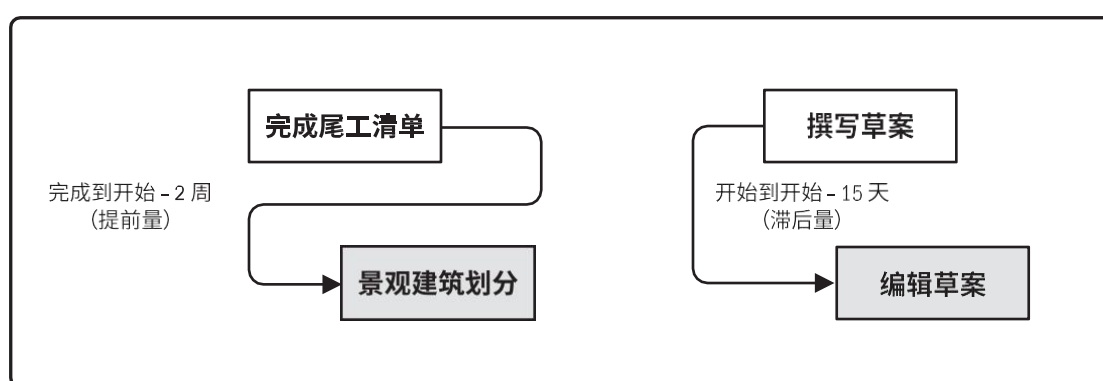 完成尾工清单
完成到开始 – 2 周
(提前量)
景观建筑划分
撰写草案
开始到开始 – 15 天
(滞后量)
编辑草案